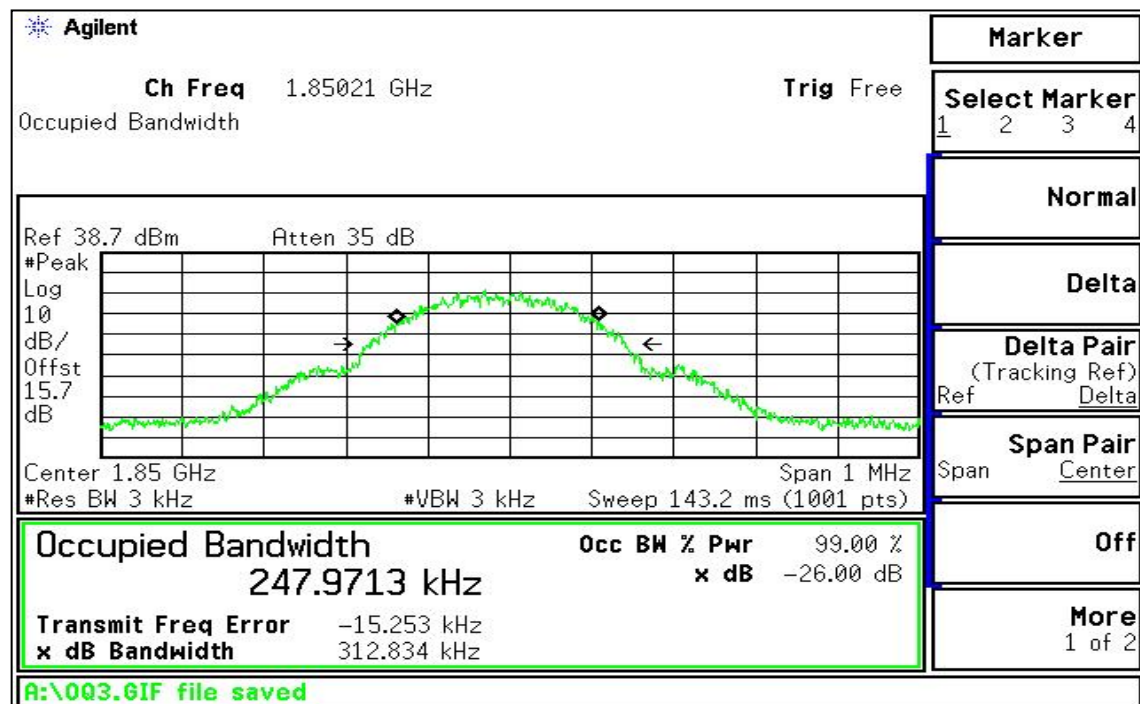 Agilent
Marker
Ch Freq 1.85021 GHz Trig Free
Occupied Bandwidth
Select Marker
1 2 3 4
Normal
Ref 38.7 dBm Atten 35 dB
#Peak
Log
10
dB/
Offst
15.7
dB
Delta
Delta Pair
(Tracking Ref)
Ref Delta
Center 1.85 GHz Span 1 MHz
#Res BW 3 kHz #VBW 3 kHz Sweep 143.2 ms (1001 pts)
Span Pair
Span Center
Occupied Bandwidth
247.9713 kHz
Occ BW % Pwr 99.00 %
x dB -26.00 dB
Transmit Freq Error -15.253 kHz
x dB Bandwidth 312.834 kHz
Off
More
1 of 2
A:\OQ3.GIF file saved